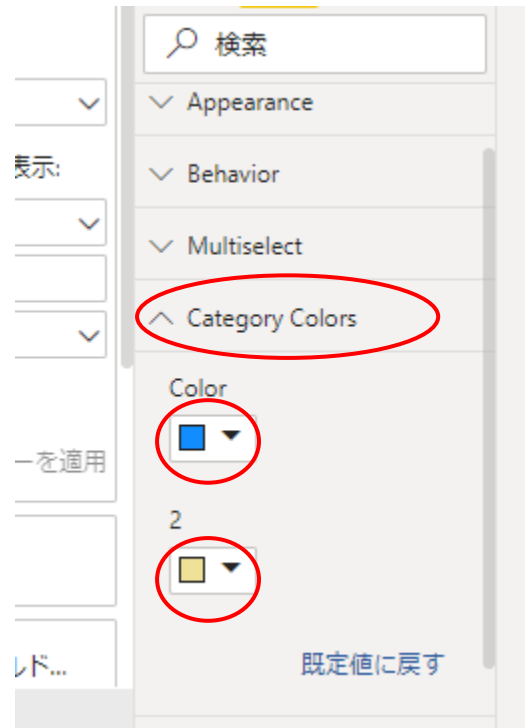 検索
Appearance
表示:
Behavior
Multiselect
Category Colors
Color
ーを適用
2
既定値に戻す
ルド...